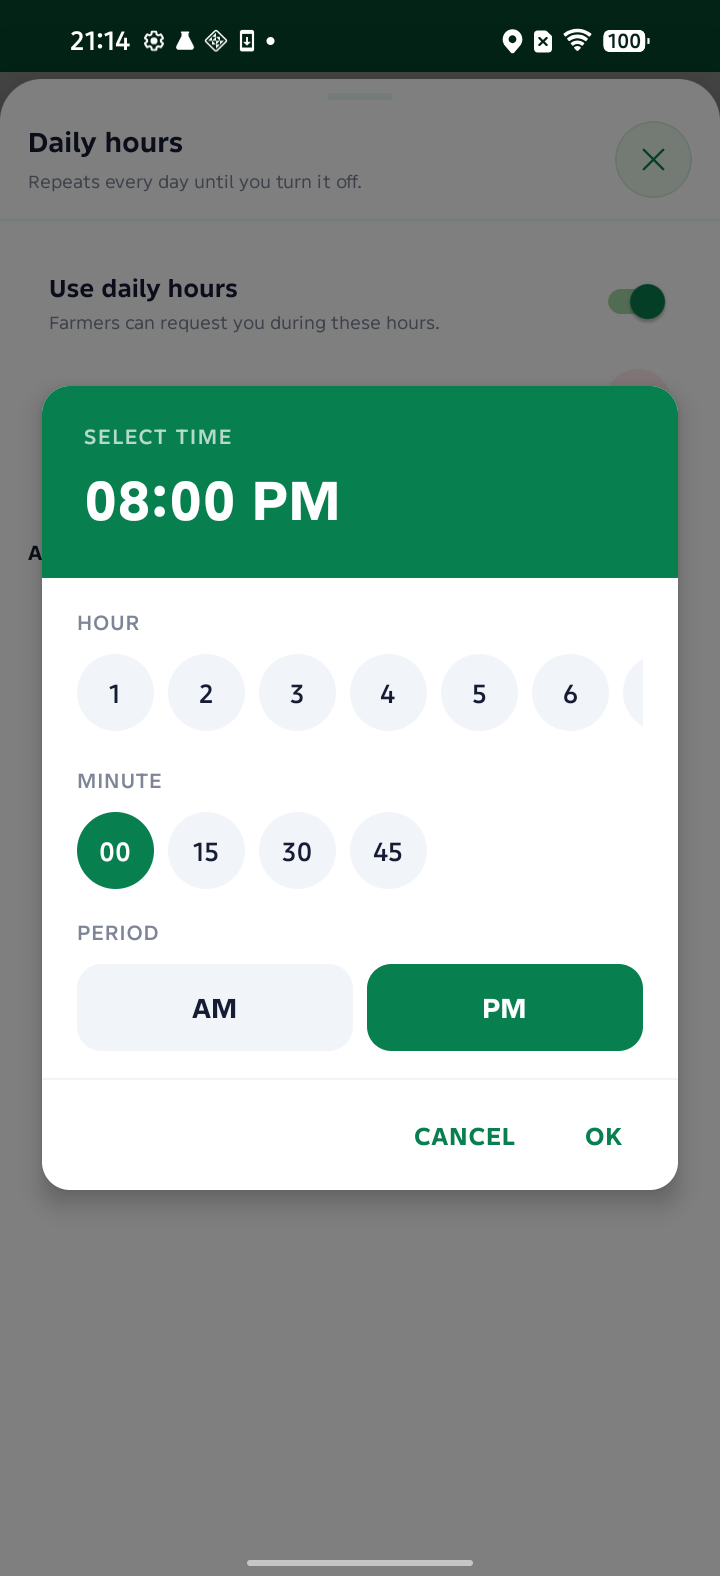 21:14
100
Daily hours
Repeats every day until you turn it off.
Use daily hours
Farmers can request you during these hours.
SELECT TIME
08:00 PM
A
HOUR
1 2 3 4 5 6
MINUTE
00 15 30 45
PERIOD
AM PM
CANCEL OK